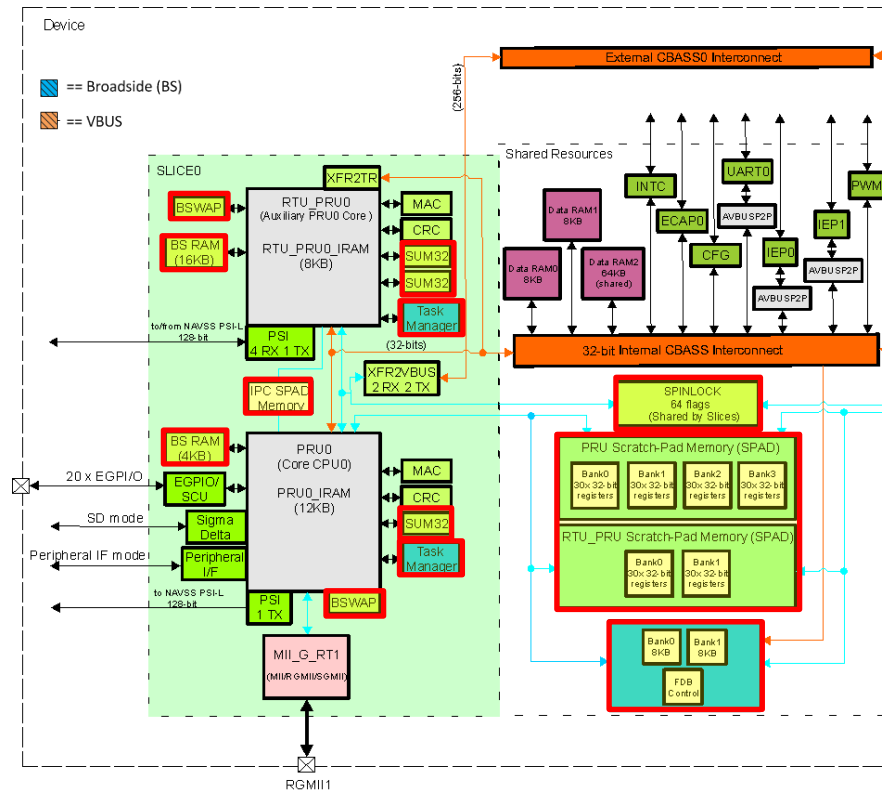 Device
== Broadside (BS)
== VBUS
External CBASS0 Interconnect
(256-bits)
SLICE0
Shared Resources
XFR2TR
RTU_PRU0
(Auxiliary PRU0 Core )
RTU_PRU0_IRAM
(8KB)
BSWAP
BS RAM
(16KB)
MAC
CRC
SUM32
SUM32
Task
Manager
to/from NAVSS PSI-L
128-bit
PSI
4 RX 1 TX
(32-bits)
XFR2VBUS
2 RX 2 TX
IPC SPAD
Memory
BS RAM
(4KB)
PRU0
(Core CPU0)
PRU0_IRAM
(12KB)
MAC
CRC
SUM32
Task
Manager
20 x EGPI/O
EGPIO/
SCU
SD mode
Sigma
Delta
Peripheral IF mode
Peripheral
I/F
to NAVSS PSI-L
128-bit
PSI
1 TX
BSWAP
MII_G_RT1
(MII/RGMII/SGMII)
RGMII1
Data RAM0
8KB
Data RAM1
8KB
Data RAM2
64KB
(shared)
INTC
ECAP0
CFG
UART0
AVBUSP2P
IEP0
AVBUSP2P
IEP1
AVBUSP2P
PWM
32-bit Internal CBASS Interconnect
SPINLOCK
64 flags
(Shared by Slices)
PRU Scratch-Pad Memory (SPAD)
Bank0
30x 32-bit
registers
Bank1
30x 32-bit
registers
Bank2
30x 32-bit
registers
Bank3
30x 32-bit
registers
RTU_PRU Scratch-Pad Memory (SPAD)
Bank0
30x 32-bit
registers
Bank1
30x 32-bit
registers
Bank0
8KB
Bank1
8KB
FDB
Control